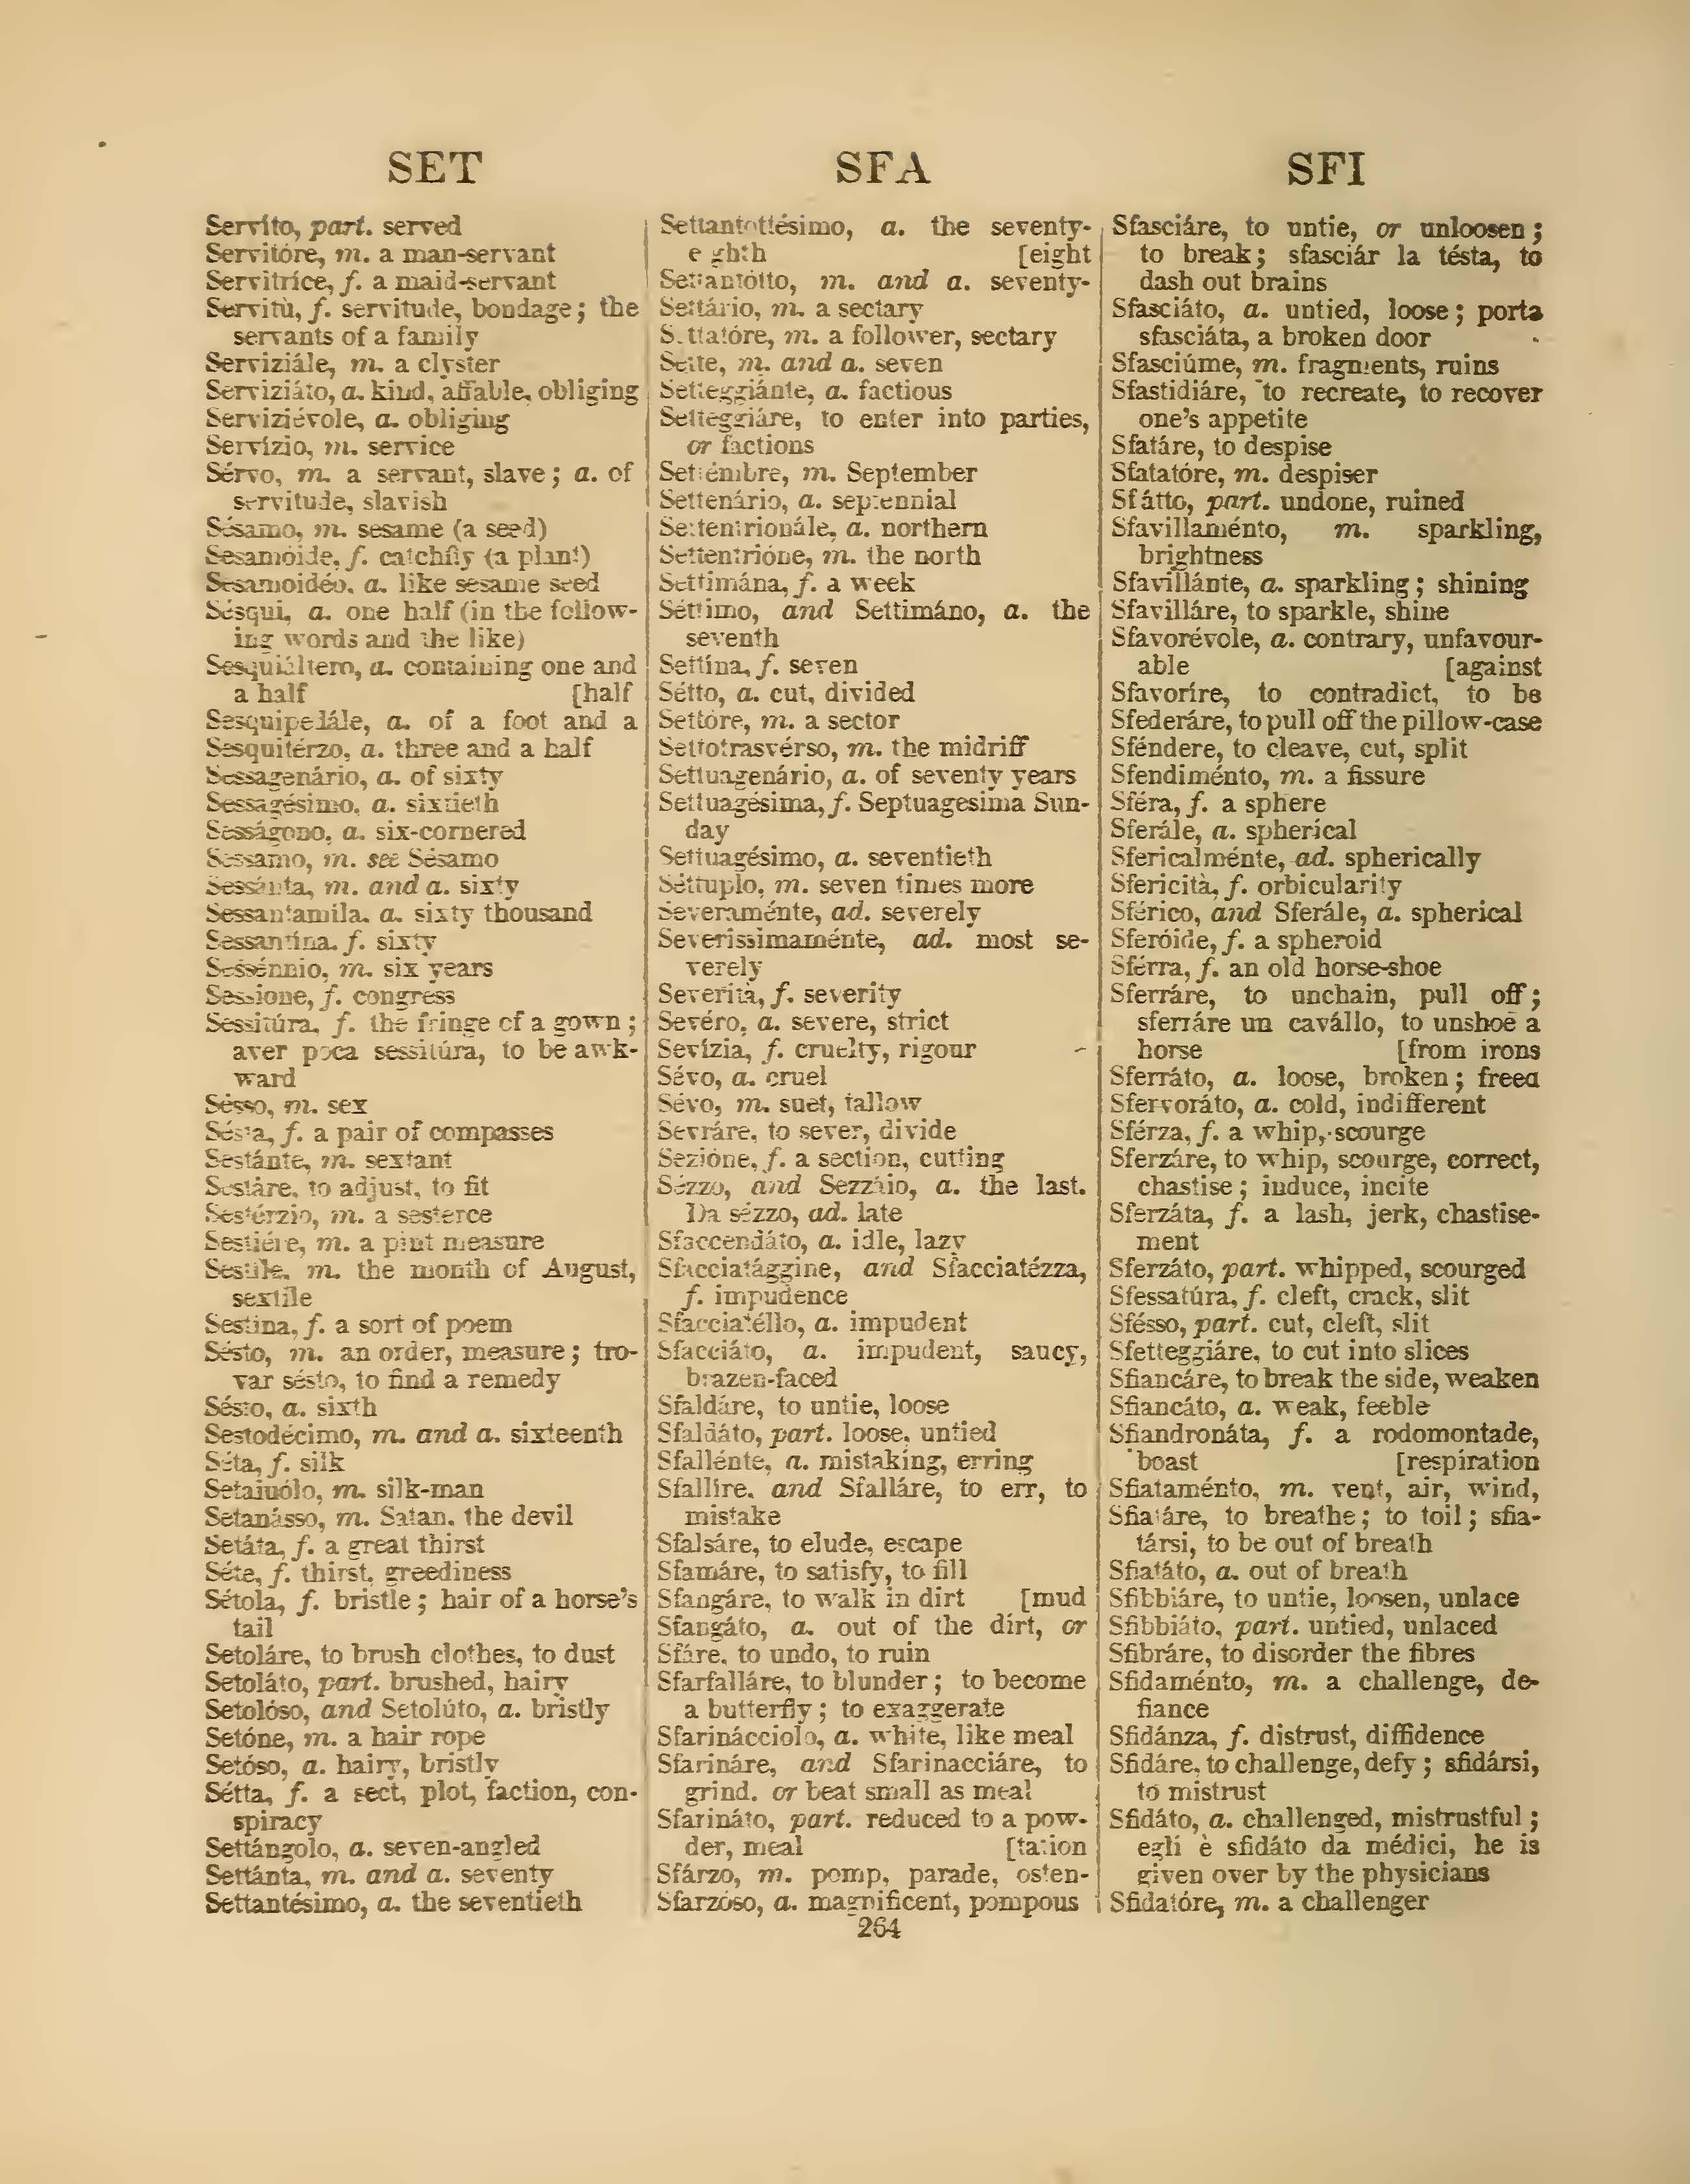 SET
Servíto, part. served
Servitóre, m. a man-servant
Servitríce, f. a maid-servant
Servitù, f. servitude, bondage; the
servants of a family
Serviziále, m. a clyster
Serviziáto, a. kind, affable, obliging
Serviziévole, a. obliging
Servízio, m. service
Sérvo, m. a servant, slave; a. of
servitude, slavish
Sésamo, m. sesame (a seed)
Sesamóide, f. catchfly (a plant)
Sesamoidéo, a. like sesame seed
Sésqui, a. one half (in the follow-
ing words and the like)
Sesquiáltero, a. containing one and
a half [half
Sesquipedále, a. of a foot and a
Sesquitérzo, a. three and a half
Sessagenário, a. of sixty
Sessagésimo, a. sixtieth
Sesságono, a. six-cornered
Sessamo, m. see Sésamo
Sessánta, m. and a. sixty
Sessantamíla, a. sixty thousand
Sessantína, f. sixty
Sessénnio, m. six years
Sessione, f. congress
Sessitúra, f. the fringe of a gown;
aver poca sessitúra, to be awk-
ward
Sésso, m. sex
Sésta, f. a pair of compasses
Sestánte, m. sextant
Sestáre, to adjust, to fit
Sestérzio, m. a sesterce
Sestiére, m. a pint measure
Sestíle, m. the month of August,
sextile
Sestina, f. a sort of poem
Sésto, m. an order, measure; tro-
var sésto, to find a remedy
Sésto, a. sixth
Sestodécimo, m. and a. sixteenth
Séta, f. silk
Setaiuólo, m. silk-man
Setanásso, m. Satan, the devil
Setáta, f. a great thirst
Séte, f. thirst, greediness
Sétola, f. bristle; hair of a horse's
tail
Setoláre, to brush clothes, to dust
Setoláto, part. brushed, hairy
Setolóso, and Setolúto, a. bristly
Setóne, m. a hair rope
Setóso, a. hairy, bristly
Sétta, f. a sect, plot, faction, con-
spiracy
Settángolo, a. seven-angled
Settánta, m. and a. seventy
Settantésimo, a. the seventieth
SFA
Settantottésimo, a. the seventy-
eighth [eight
Settantótto, m. and a. seventy-
Settário, m. a sectary
Settatóre, m. a follower, sectary
Sette, m. and a. seven
Setteggiánte, a. factious
Setteggiáre, to enter into parties,
or factions
Settémbre, m. September
Settenário, a. septennial
Settentrionále, a. northern
Settentrióne, m. the north
Settimána, f. a week
Séttimo, and Settimáno, a. the
seventh
Settína, f. seven
Sétto, a. cut, divided
Settóre, m. a sector
Settotrasvérso, m. the midriff
Settuagenário, a. of seventy years
Settuagésima, f. Septuagesima Sun-
day
Settuagésimo, a. seventieth
Séttuplo, m. seven times more
Severaménte, ad. severely
Severissimaménte, ad. most se-
verely
Severità, f. severity
Sevéro, a. severe, strict
Sevízia, f. cruelty, rigour
Sévo, a. cruel
Sévo, m. suet, tallow
Sevráre, to sever, divide
Sezióne, f. a section, cutting
Sézzo, and Sezzáio, a. the last.
Da sézzo, ad. late
Sfaccendáto, a. idle, lazy
Sfacciatággine, and Sfacciatézza,
f. impudence
Sfacciatéllo, a. impudent
Sfacciáto, a. impudent, saucy,
brazen-faced
Sfaldáre, to untie, loose
Sfaldáto, part. loose, untied
Sfallénte, a. mistaking, erring
Sfallíre, and Sfalláre, to err, to
mistake
Sfalsáre, to elude, escape
Sfamáre, to satisfy, to fill
Sfangáre, to walk in dirt [mud
Sfangáto, a. out of the dirt, or
Sfáre, to undo, to ruin
Sfarfalláre, to blunder; to become
a butterfly; to exaggerate
Sfarinácciolo, a. white, like meal
Sfarináre, and Sfarinacciáre, to
grind, or beat small as meal
Sfarináto, part. reduced to a pow-
der, meal [tation
Sfárzo, m. pomp, parade, osten-
Sfarzóso, a. magnificent, pompous
SFI
Sfasciáre, to untie, or unloosen;
to break; sfasciár la tésta, to
dash out brains
Sfasciáto, a. untied, loose; porta
sfasciáta, a broken door
Sfasciúme, m. fragments, ruins
Sfastidiáre, to recreate, to recover
one's appetite
Sfatáre, to despise
Sfatatóre, m. despiser
Sfátto, part. undone, ruined
Sfavillaménto, m. sparkling,
brightness
Sfavillánte, a. sparkling; shining
Sfavilláre, to sparkle, shine
Sfavorévole, a. contrary, unfavour-
able [against
Sfavoríre, to contradict, to be
Sfederáre, to pull off the pillow-case
Sféndere, to cleave, cut, split
Sfendiménto, m. a fissure
Sféra, f. a sphere
Sferále, a. spherical
Sfericalménte, ad. spherically
Sfericità, f. orbicularity
Sférico, and Sferále, a. spherical
Sferóide, f. a spheroid
Sférra, f. an old horse-shoe
Sferráre, to unchain, pull off;
sferráre un cavállo, to unshoe a
horse [from irons
Sferráto, a. loose, broken; freed
Sfervoráto, a. cold, indifferent
Sférza, f. a whip, scourge
Sferzáre, to whip, scourge, correct,
chastise; induce, incite
Sferzáta, f. a lash, jerk, chastise-
ment
Sferzáto, part. whipped, scourged
Sfessatúra, f. cleft, crack, slit
Sfésso, part. cut, cleft, slit
Sfetteggiáre, to cut into slices
Sfiancáre, to break the side, weaken
Sfiancáto, a. weak, feeble
Sfiandronáta, f. a rodomontade,
boast [respiration
Sfiataménto, m. vent, air, wind,
Sfiatáre, to breathe; to toil; sfia-
társi, to be out of breath
Sfiatáto, a. out of breath
Sfibbiáre, to untie, loosen, unlace
Sfibbiáto, part. untied, unlaced
Sfibráre, to disorder the fibres
Sfidaménto, m. a challenge, de-
fiance
Sfidánza, f. distrust, diffidence
Sfidáre, to challenge, defy; sfidársi,
to mistrust
Sfidáto, a. challenged, mistrustful;
egli è sfidáto da médici, he is
given over by the physicians
Sfidatóre, m. a challenger
264